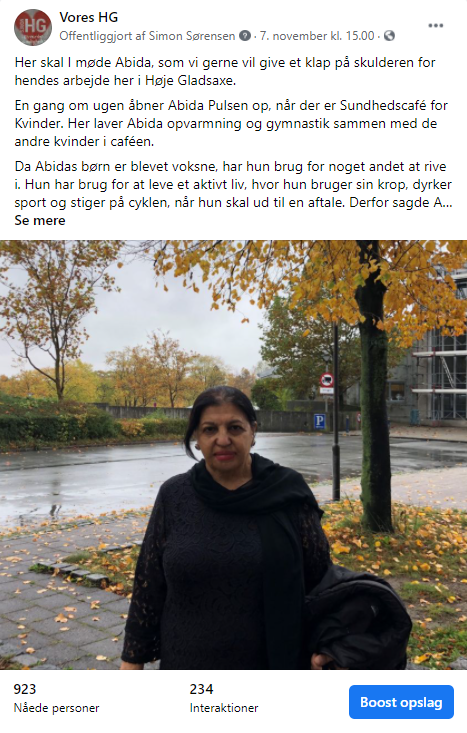 Vores HG
Offentliggjort af Simon Sørensen · 7. november kl. 15.00 ·
Her skal I møde Abida, som vi gerne vil give et klap på skulderen for
hendes arbejde her i Høje Gladsaxe.
En gang om ugen åbner Abida Pulsen op, når der er Sundhedscafé for
Kvinder. Her laver Abida opvarmning og gymnastik sammen med de
andre kvinder i caféen.
Da Abidas børn er blevet voksne, har hun brug for noget andet at rive
i. Hun har brug for at leve et aktivt liv, hvor hun bruger sin krop, dyrker
sport og stiger på cyklen, når hun skal ud til en aftale. Derfor sagde A...
Se mere
P
923
234
Nåede personer
Interaktioner
Boost opslag